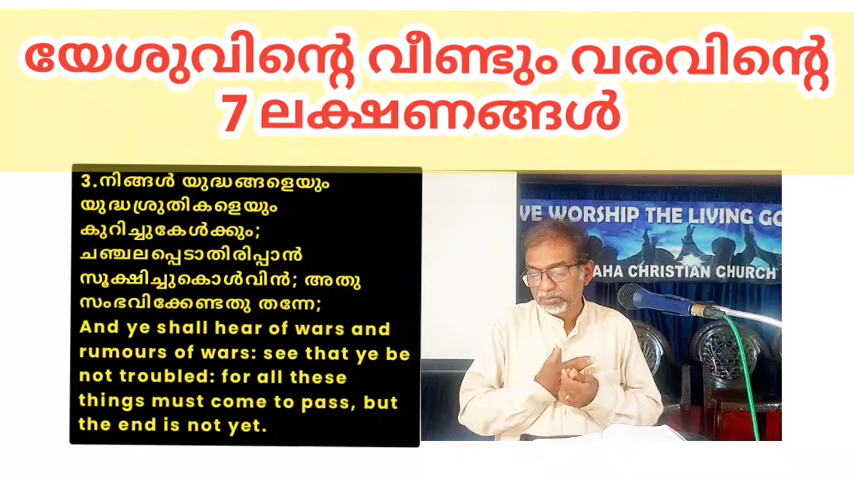 യേശുവിന്റെ വീണ്ടും വരവിന്റെ
7 ലക്ഷണങ്ങൾ
3.നിങ്ങൾ യുദ്ധങ്ങളെയും
യുദ്ധശ്രുതികളെയും
കുറിച്ചുകേൾക്കും;
ചഞ്ചലപ്പെടാതിരിപ്പാൻ
സൂക്ഷിച്ചുകൊൾവിൻ; അതു
സംഭവിക്കേണ്ടതു തന്നേ;
And ye shall hear of wars and
rumours of wars: see that ye be
not troubled: for all these
things must come to pass, but
the end is not yet.
VE WORSHIP THE LIVING GO
AHA CHRISTIAN CHURCH